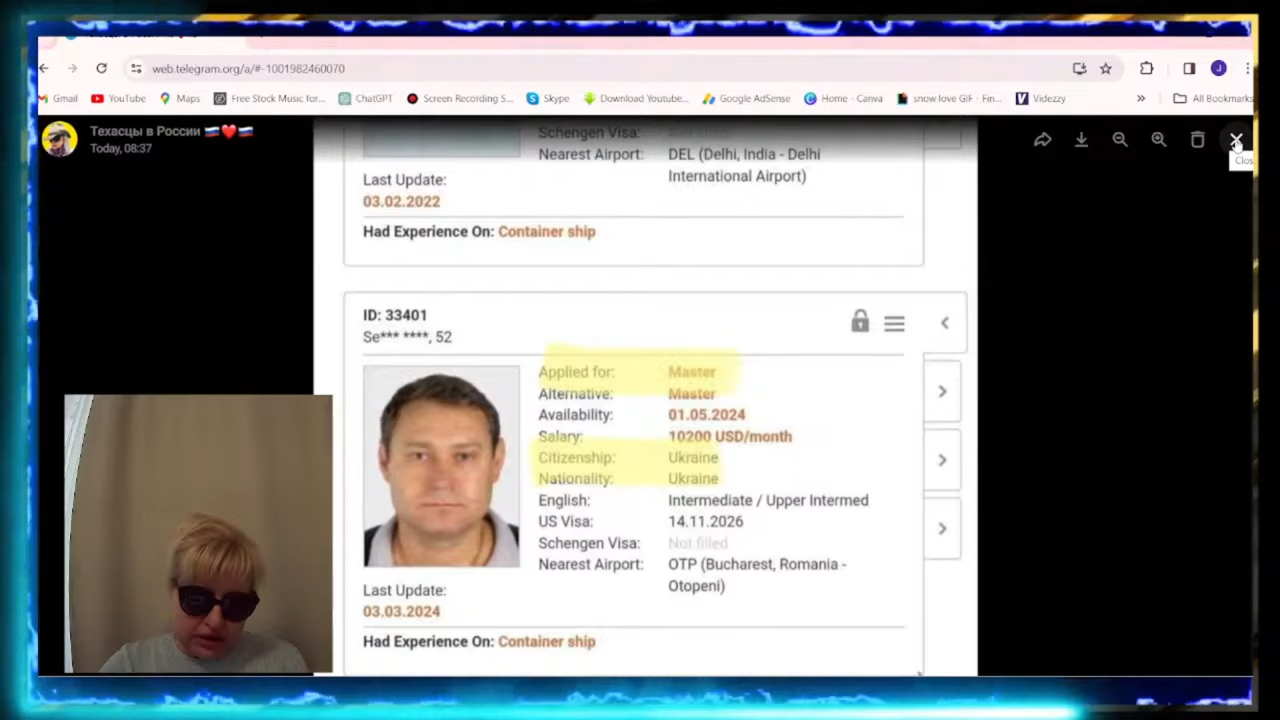 web.telegram.org/a/#-1001982460070
Gmail YouTube Maps Free Stock Music for... ChatGPT Screen Recording S... Skype Download Youtube... Google AdSense Home - Canva snow love GIF - Fin... Videzzy » All Bookmarks
Техасцы в России
Today, 08:37
Clos
Schengen Visa:
Nearest Airport: DEL (Delhi, India - Delhi
International Airport)
Last Update:
03.02.2022
Had Experience On: Container ship
ID: 33401
Se*** ****, 52
Applied for: Master
Alternative: Master
Availability: 01.05.2024
Salary: 10200 USD/month
Citizenship: Ukraine
Nationality: Ukraine
English: Intermediate / Upper Intermed
US Visa: 14.11.2026
Schengen Visa: Not filled
Nearest Airport: OTP (Bucharest, Romania -
Otopeni)
Last Update:
03.03.2024
Had Experience On: Container ship